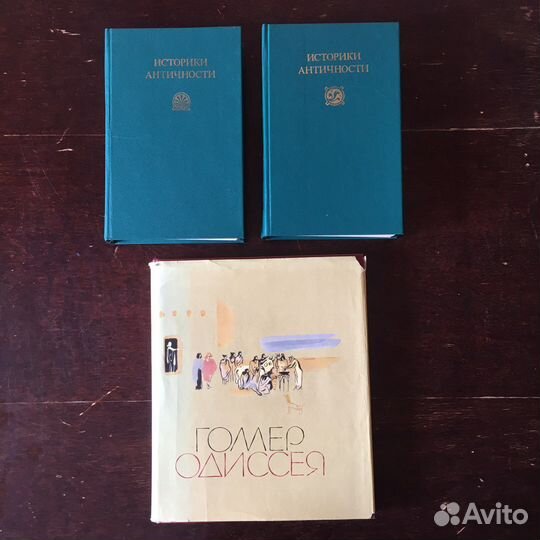 ИСТОРИКИ
АНТИЧНОСТИ
ИСТОРИКИ
АНТИЧНОСТИ
ГОМЕР
ОДИССЕЯ
Avito